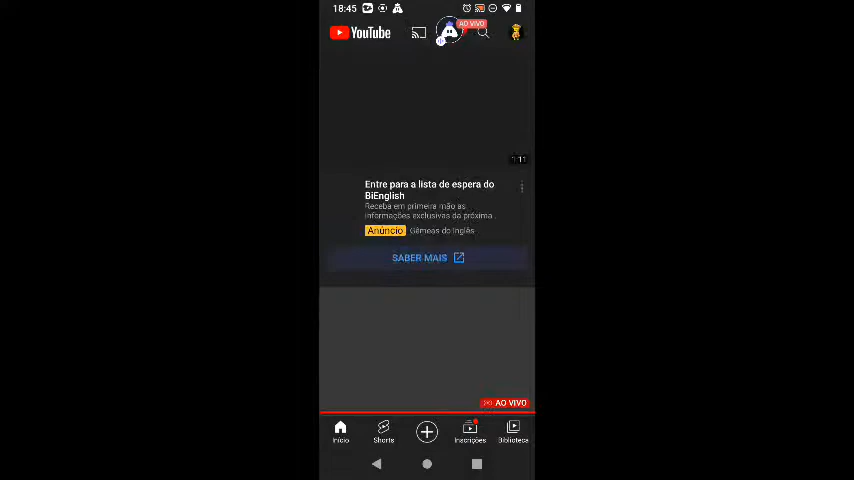 18:45
YouTube
AO VIVO
1:11
Entre para a lista de espera do
BiEnglish
Receba em primeira mão as
informações exclusivas da próxima .
Anúncio Gêmeas do Inglês
SABER MAIS
AO VIVO
Início Shorts Inscrições Biblioteca